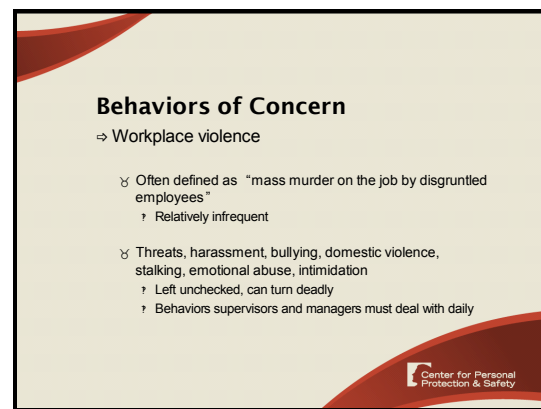 Behaviors of Concern
⇨ Workplace violence
♉ Often defined as “mass murder on the job by disgruntled
employees”
‽ Relatively infrequent
♉ Threats, harassment, bullying, domestic violence,
stalking, emotional abuse, intimidation
‽ Left unchecked, can turn deadly
‽ Behaviors supervisors and managers must deal with daily
Center for Personal
Protection & Safety